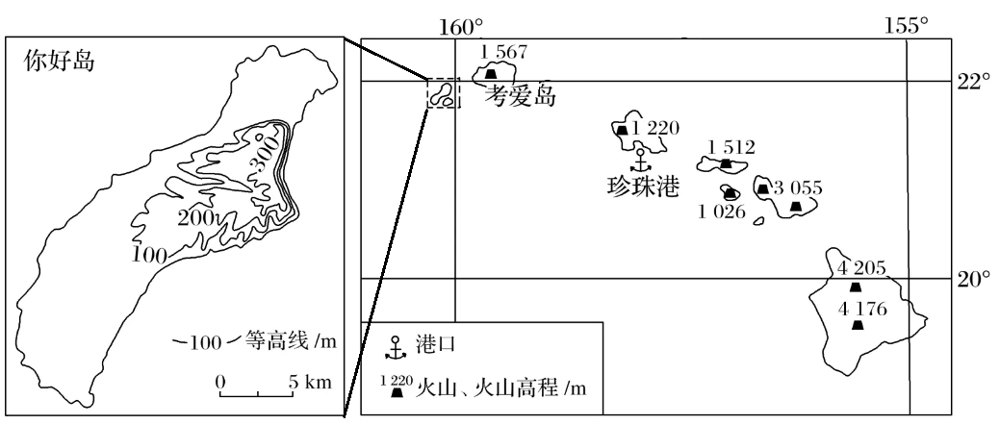 你好岛
300
200
100
100 等高线/m
0 5 km
160° 155°
1 567
22°
考爱岛
1 220
珍珠港
1 512
1 026
3 055
20°
4 205
4 176
港口
1 220 火山、火山高程/m